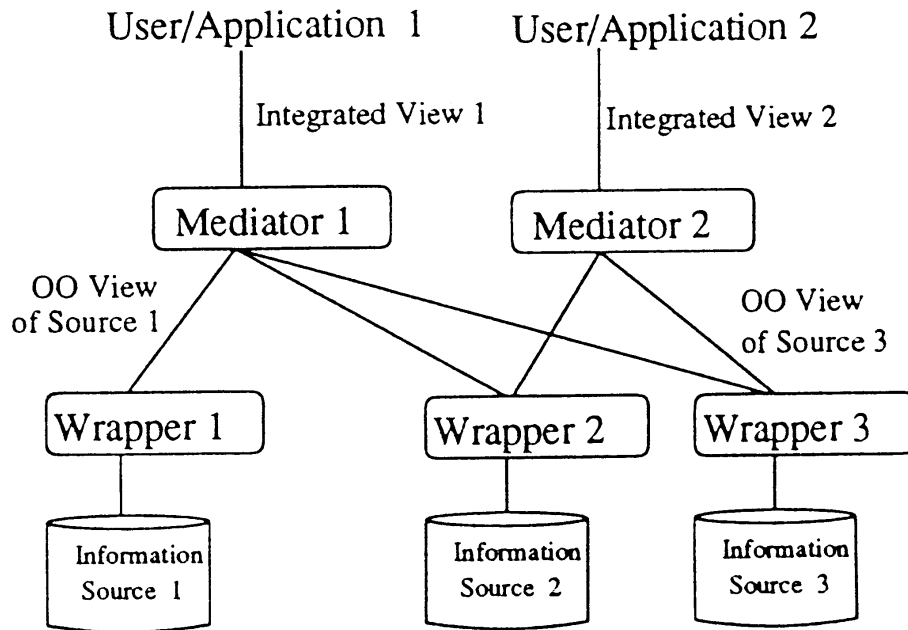 User/Application 1
User/Application 2
Integrated View 1
Integrated View 2
Mediator 1
Mediator 2
OO View
of Source 1
OO View
of Source 3
Wrapper 1
Wrapper 2
Wrapper 3
Information
Source 1
Information
Source 2
Information
Source 3